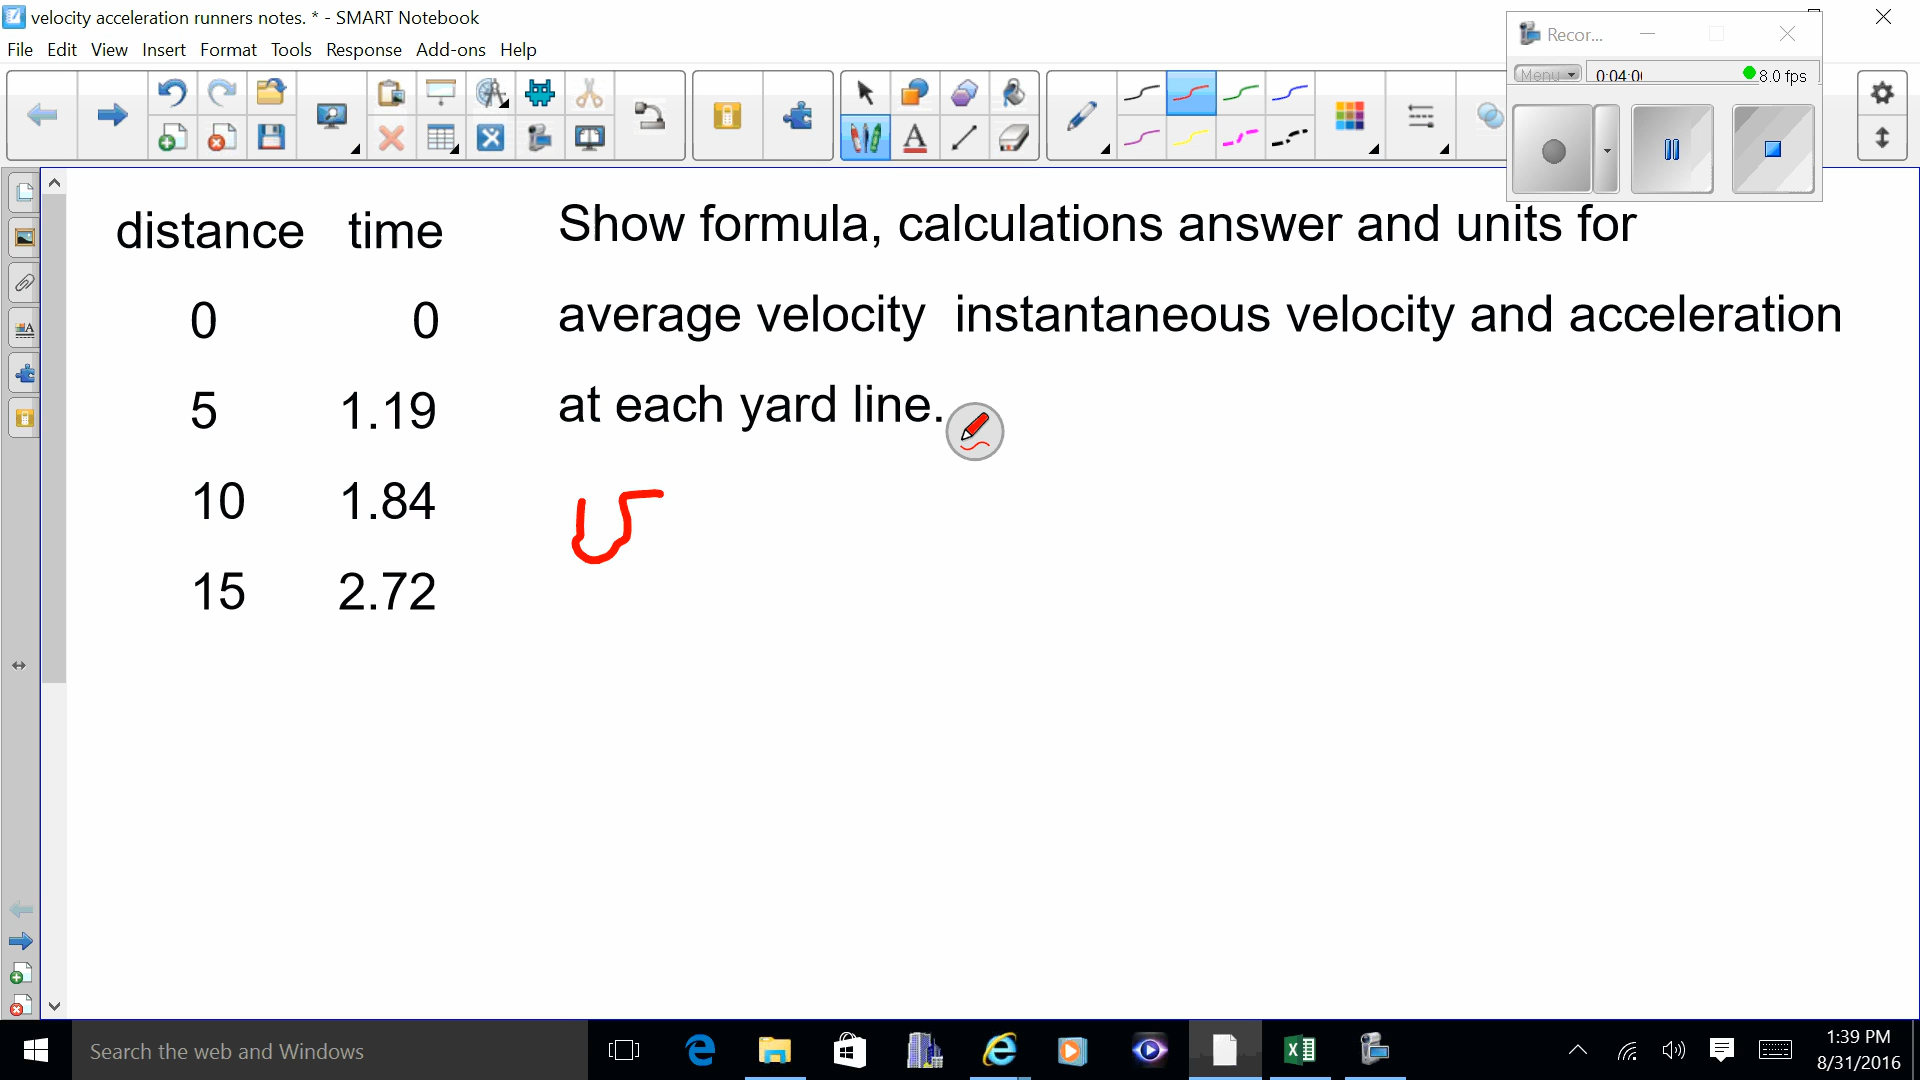 velocity acceleration runners notes. * - SMART Notebook
File Edit View Insert Format Tools Response Add-ons Help
Recor...
Menu 0:04:0 8.0 fps
distance time Show formula, calculations answer and units for
0 0 average velocity instantaneous velocity and acceleration
5 1.19 at each yard line.
10 1.84
15 2.72
Search the web and Windows
1:39 PM
8/31/2016